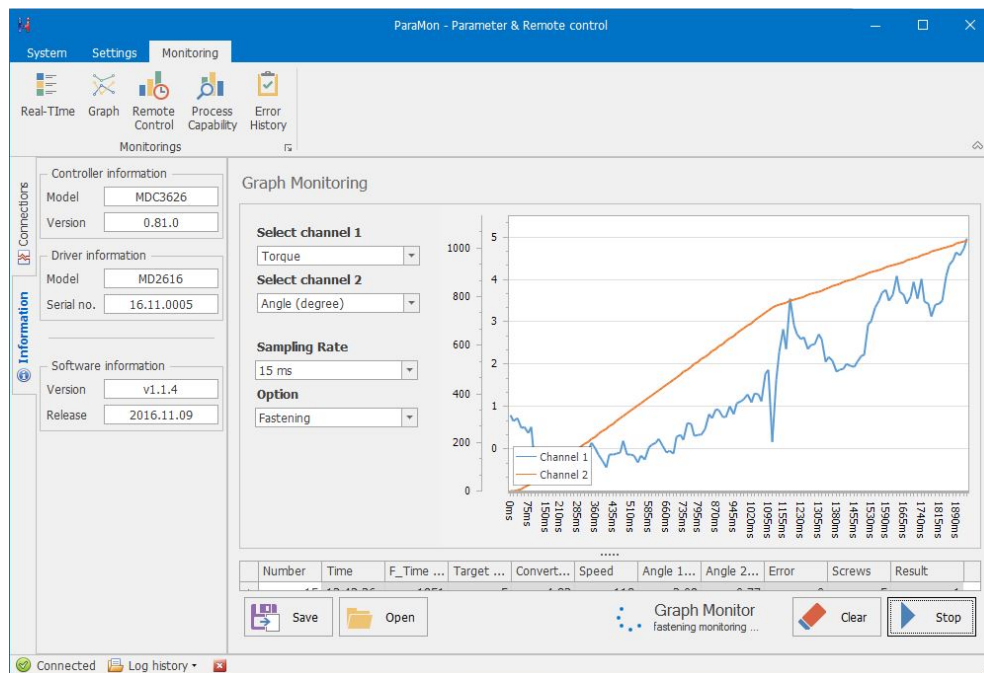 ParaMon - Parameter & Remote control
System Settings Monitoring
Real-TIme Graph Remote Control Process Capability Error History
Monitorings
Connections
Information
Controller information
Model MDC3626
Version 0.81.0
Driver information
Model MD2616
Serial no. 16.11.0005
Software information
Version v1.1.4
Release 2016.11.09
Graph Monitoring
Select channel 1
Torque
Select channel 2
Angle (degree)
Sampling Rate
15 ms
Option
Fastening
1000
800
600
400
200
0
5
4
3
2
1
0
Channel 1
Channel 2
0ms 75ms 150ms 210ms 285ms 360ms 435ms 510ms 585ms 660ms 735ms 795ms 870ms 945ms 1020ms 1095ms 1155ms 1230ms 1305ms 1380ms 1455ms 1530ms 1590ms 1665ms 1740ms 1815ms 1890ms
Number Time F_Time ... Target ... Convert... Speed Angle 1... Angle 2... Error Screws Result
Save Open Graph Monitor Clear Stop
fastening monitoring ...
Connected Log history